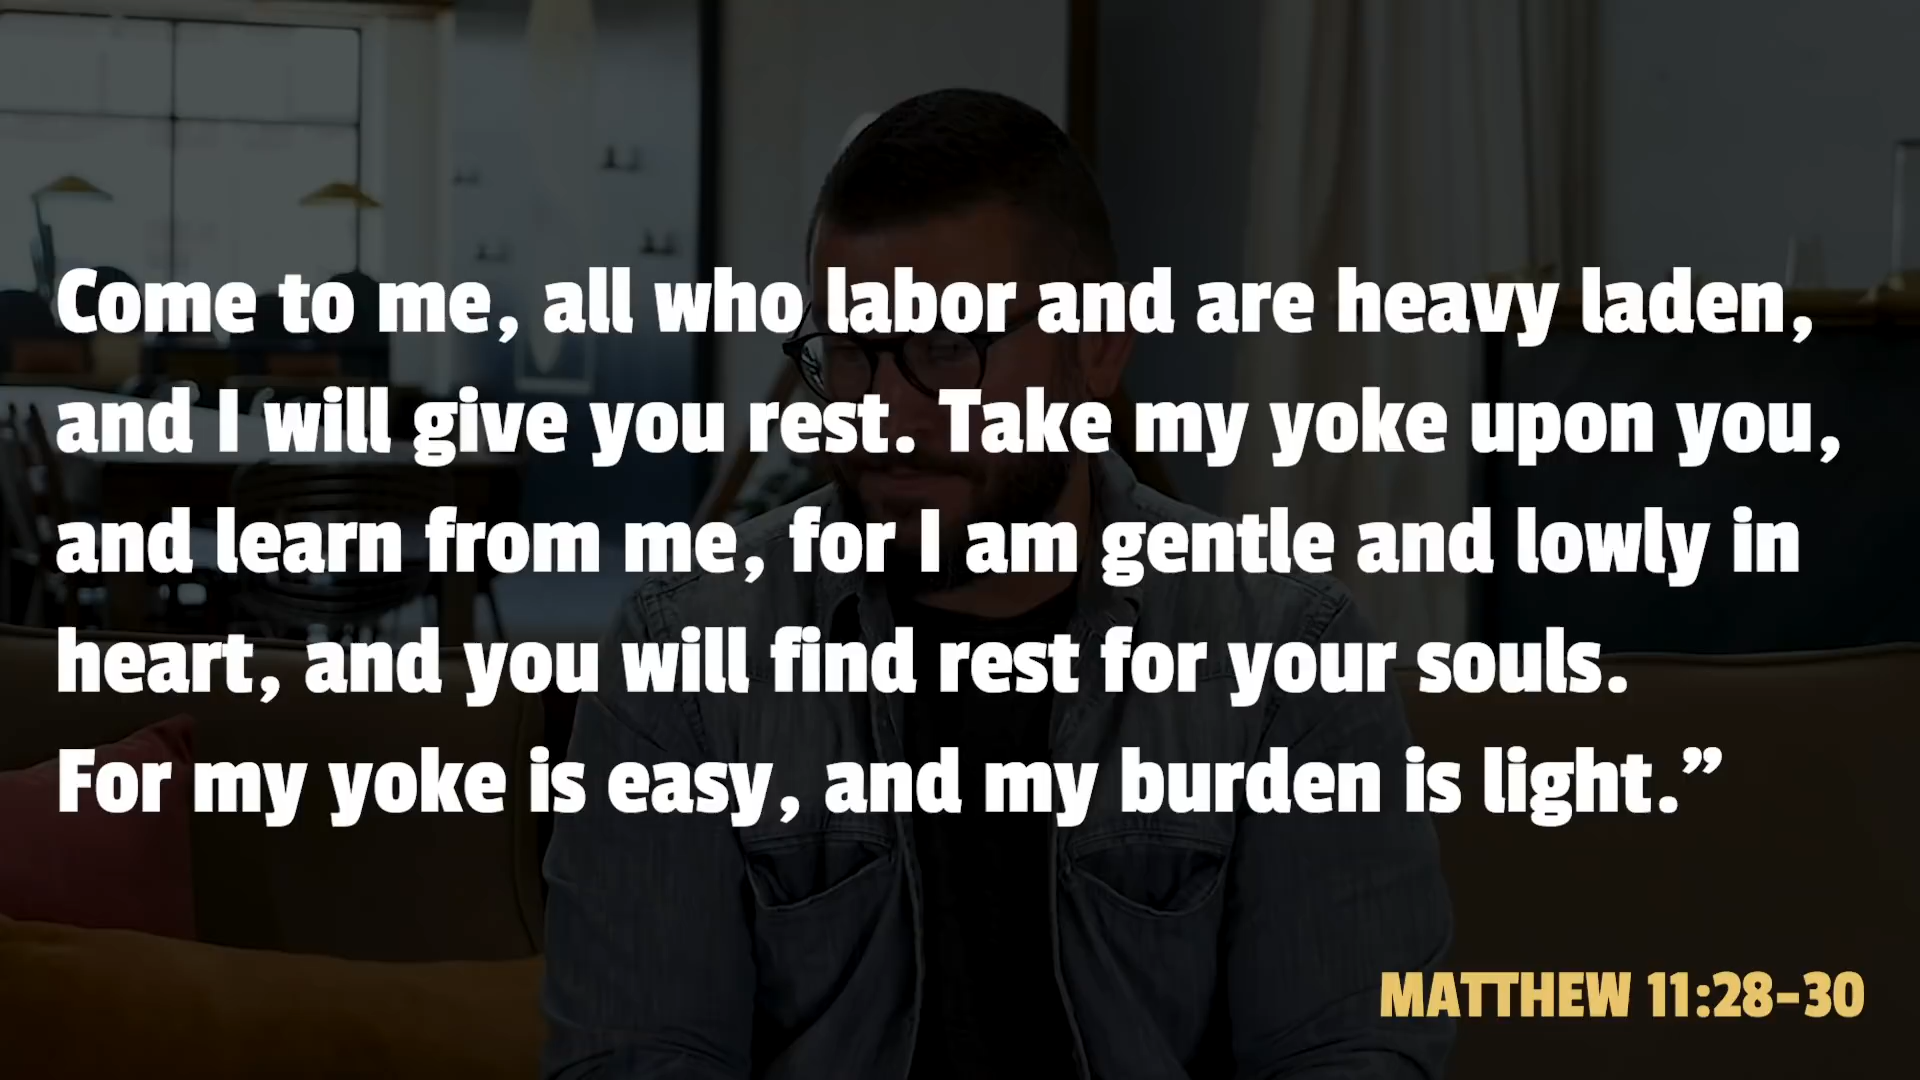 Come to me, all who labor and are heavy laden,
and I will give you rest. Take my yoke upon you,
and learn from me, for I am gentle and lowly in
heart, and you will find rest for your souls.
For my yoke is easy, and my burden is light.”
MATTHEW 11:28-30